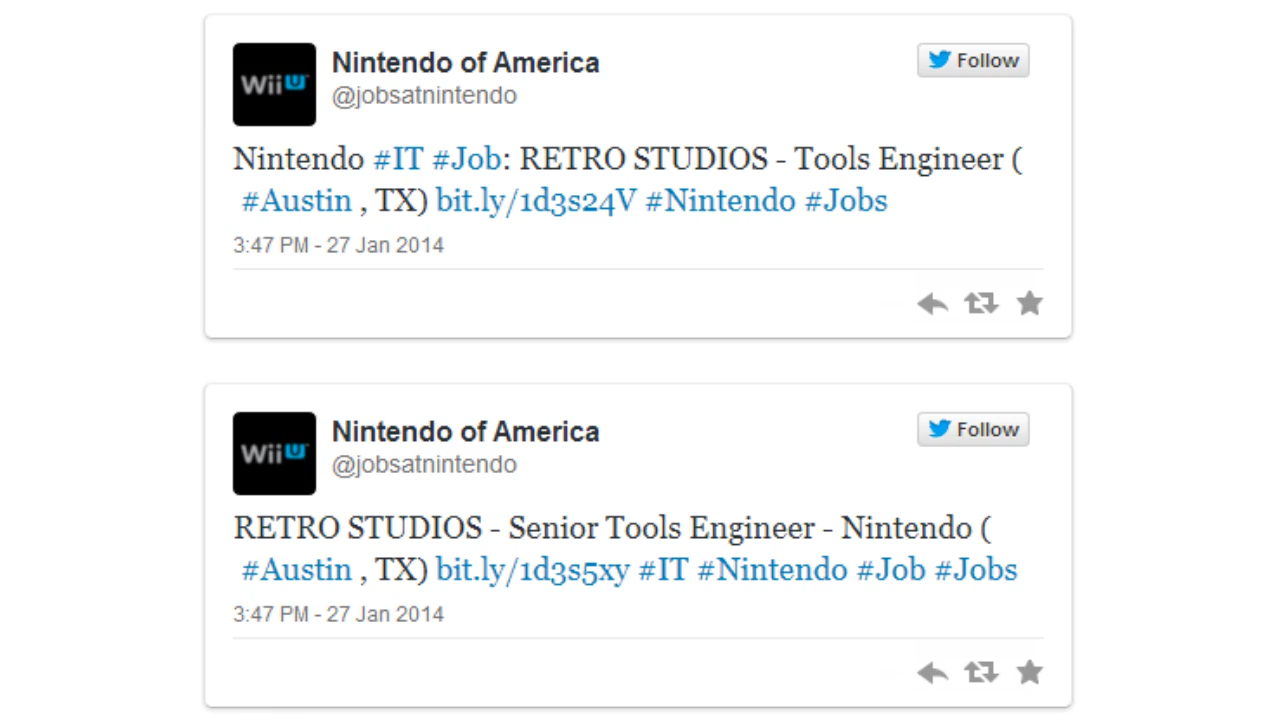 Nintendo of America
Follow
@jobsatnintendo
WiiU
Nintendo #IT #Job: RETRO STUDIOS - Tools Engineer (
#Austin , TX) bit.ly/1d3s24V #Nintendo #Jobs
3:47 PM - 27 Jan 2014
Nintendo of America
Follow
@jobsatnintendo
WiiU
RETRO STUDIOS - Senior Tools Engineer - Nintendo (
#Austin , TX) bit.ly/1d3s5xy #IT #Nintendo #Job #Jobs
3:47 PM - 27 Jan 2014